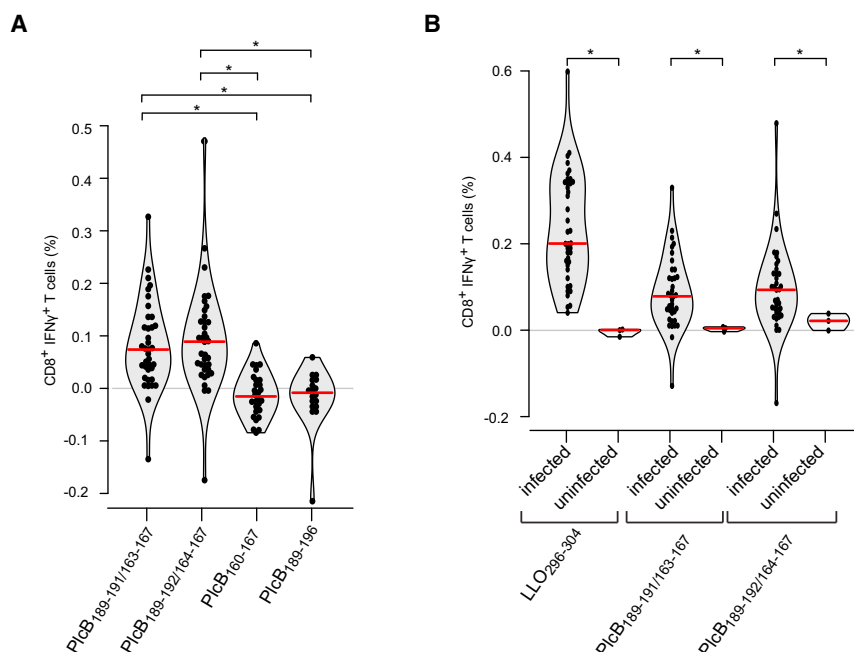 A
*
*
*
*
0.5
0.4
0.3
0.2
0.1
0.0
-0.1
-0.2
CD8+ IFNγ+ T cells (%)
PlcB189-191/163-167
PlcB189-192/164-167
PlcB160-167
PlcB189-196
B
*
*
*
0.6
0.4
0.2
0.0
-0.2
CD8+ IFNγ+ T cells (%)
infected
uninfected
infected
uninfected
infected
uninfected
LLO296-304
PlcB189-191/163-167
PlcB189-192/164-167